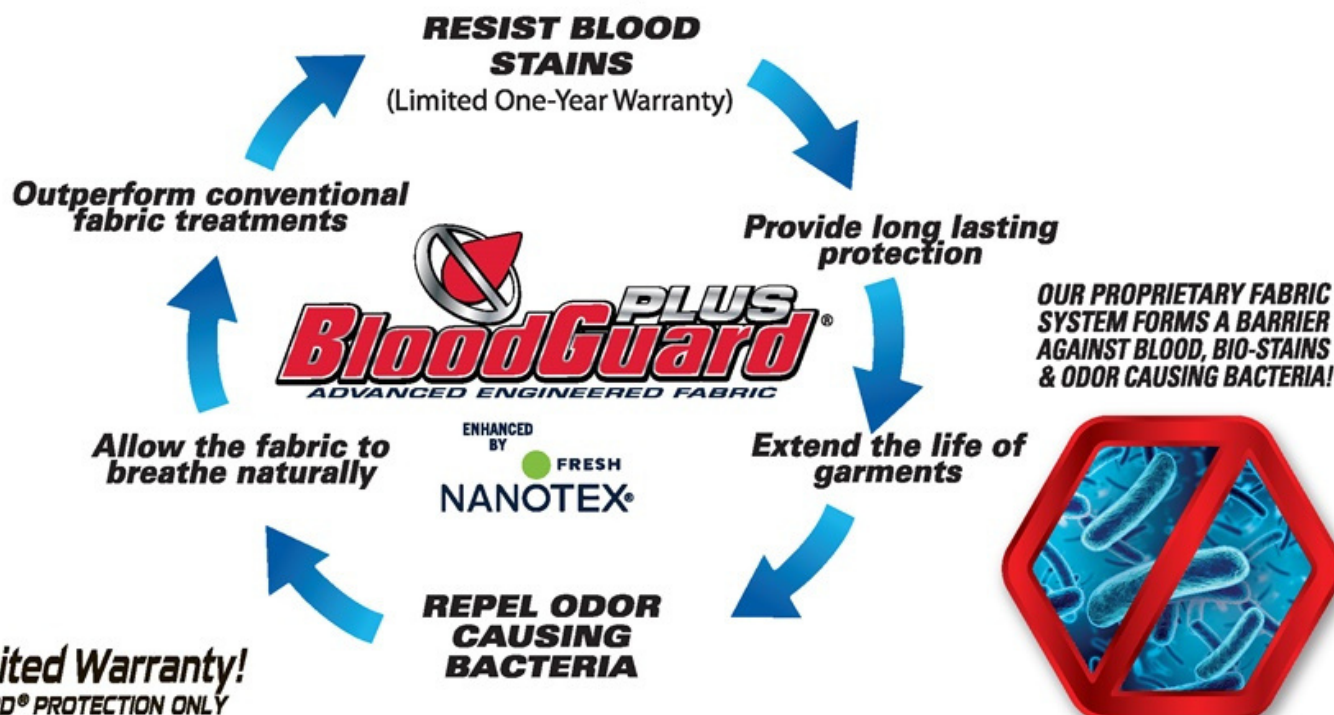 RESIST BLOOD
STAINS
(Limited One-Year Warranty)
Outperform conventional
fabric treatments
Provide long lasting
protection
PLUS
BloodGuard®
ADVANCED ENGINEERED FABRIC
OUR PROPRIETARY FABRIC
SYSTEM FORMS A BARRIER
AGAINST BLOOD, BIO-STAINS
& ODOR CAUSING BACTERIA!
Allow the fabric to
breathe naturally
ENHANCED
BY
FRESH
NANOTEX®
Extend the life of
garments
REPEL ODOR
CAUSING
BACTERIA
Warranty!
PROTECTION ONLY